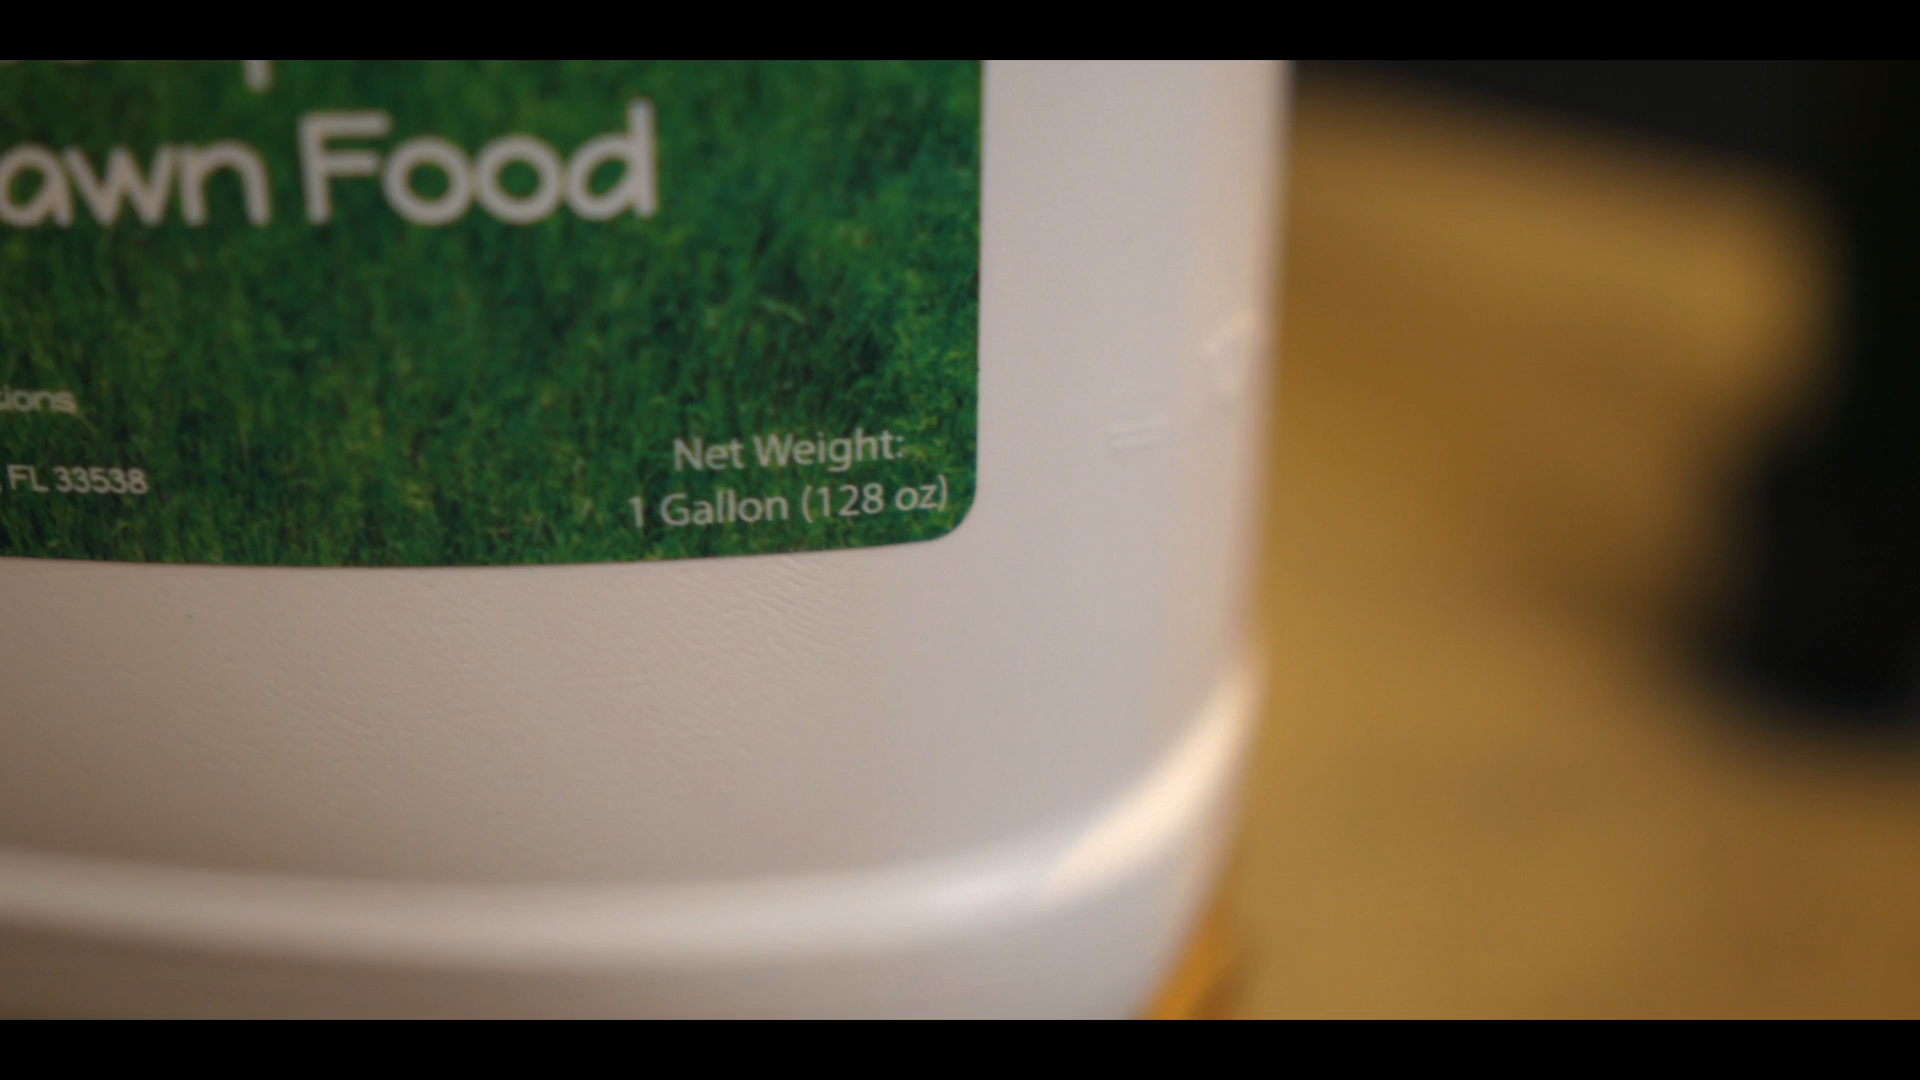 awn Food
tions
, FL 33538
Net Weight:
1 Gallon (128 oz)